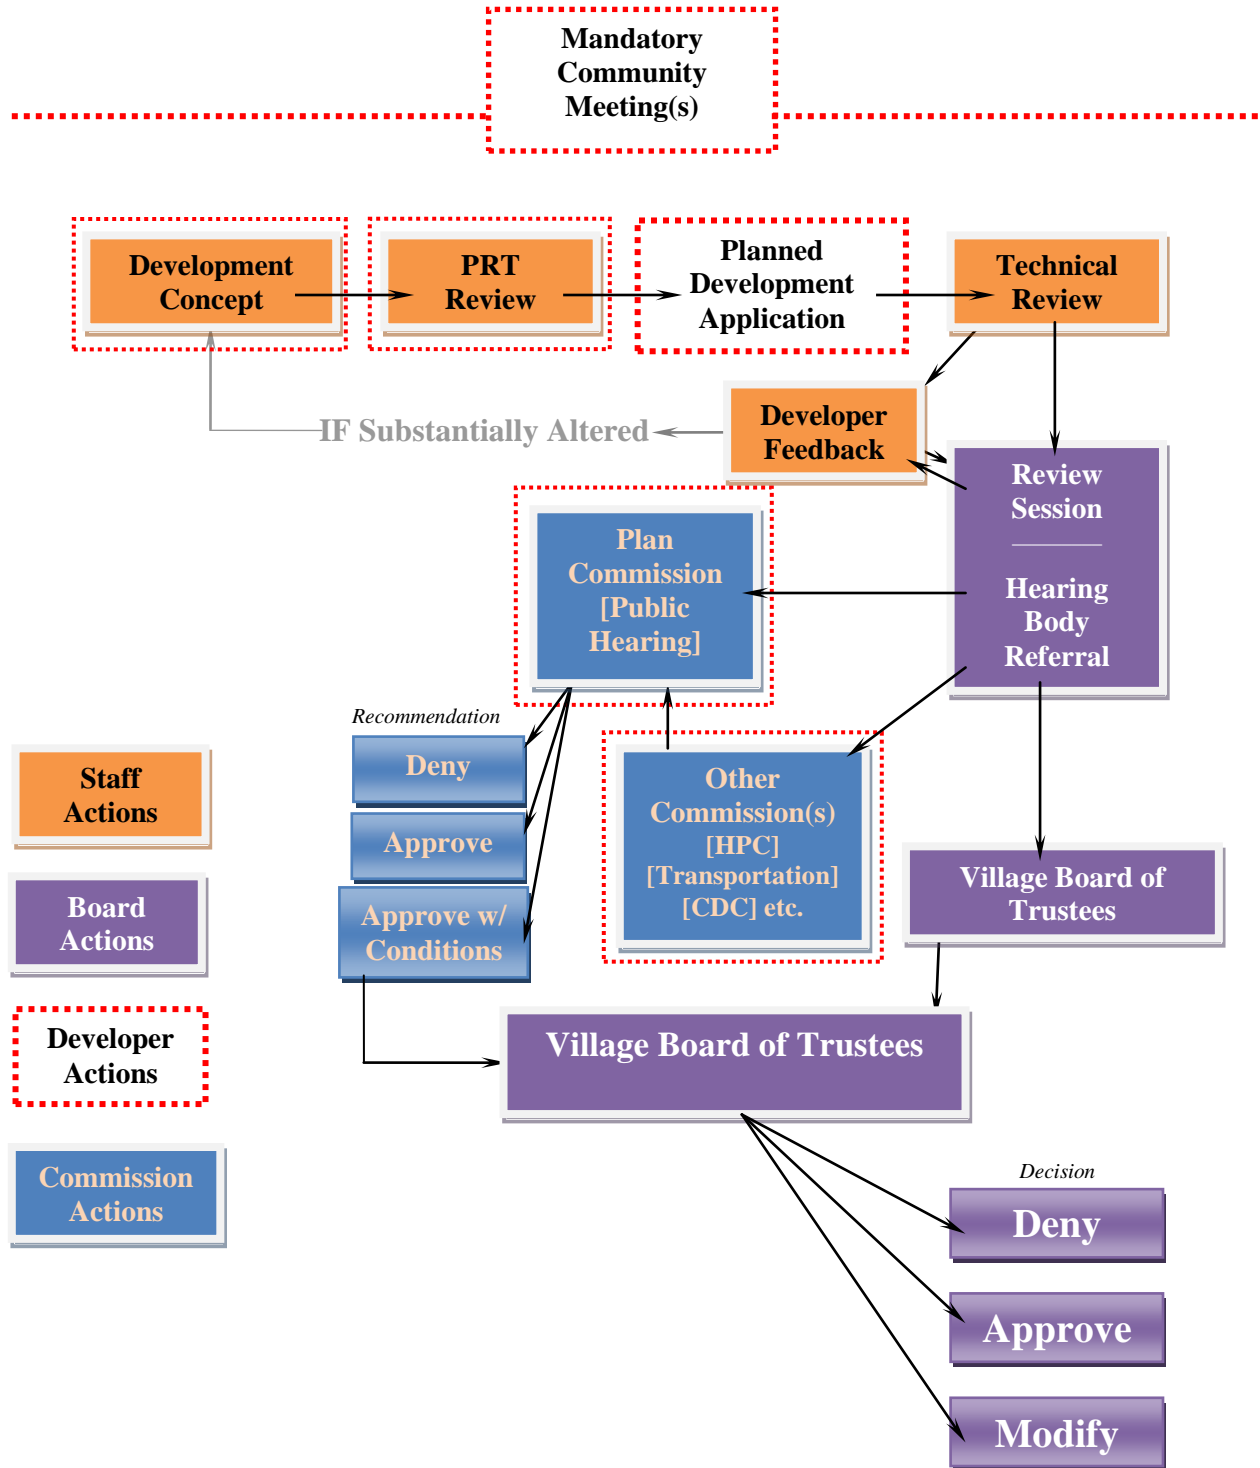 Mandatory
Community
Meeting(s)
Development
Concept
PRT
Review
Planned
Development
Application
Technical
Review
IF Substantially Altered
Developer
Feedback
Review
Session
Hearing
Body
Referral
Plan
Commission
[Public
Hearing]
Recommendation
Deny
Approve
Approve w/
Conditions
Other
Commission(s)
[HPC]
[Transportation]
[CDC] etc.
Village Board of
Trustees
Staff
Actions
Board
Actions
Developer
Actions
Commission
Actions
Village Board of Trustees
Decision
Deny
Approve
Modify